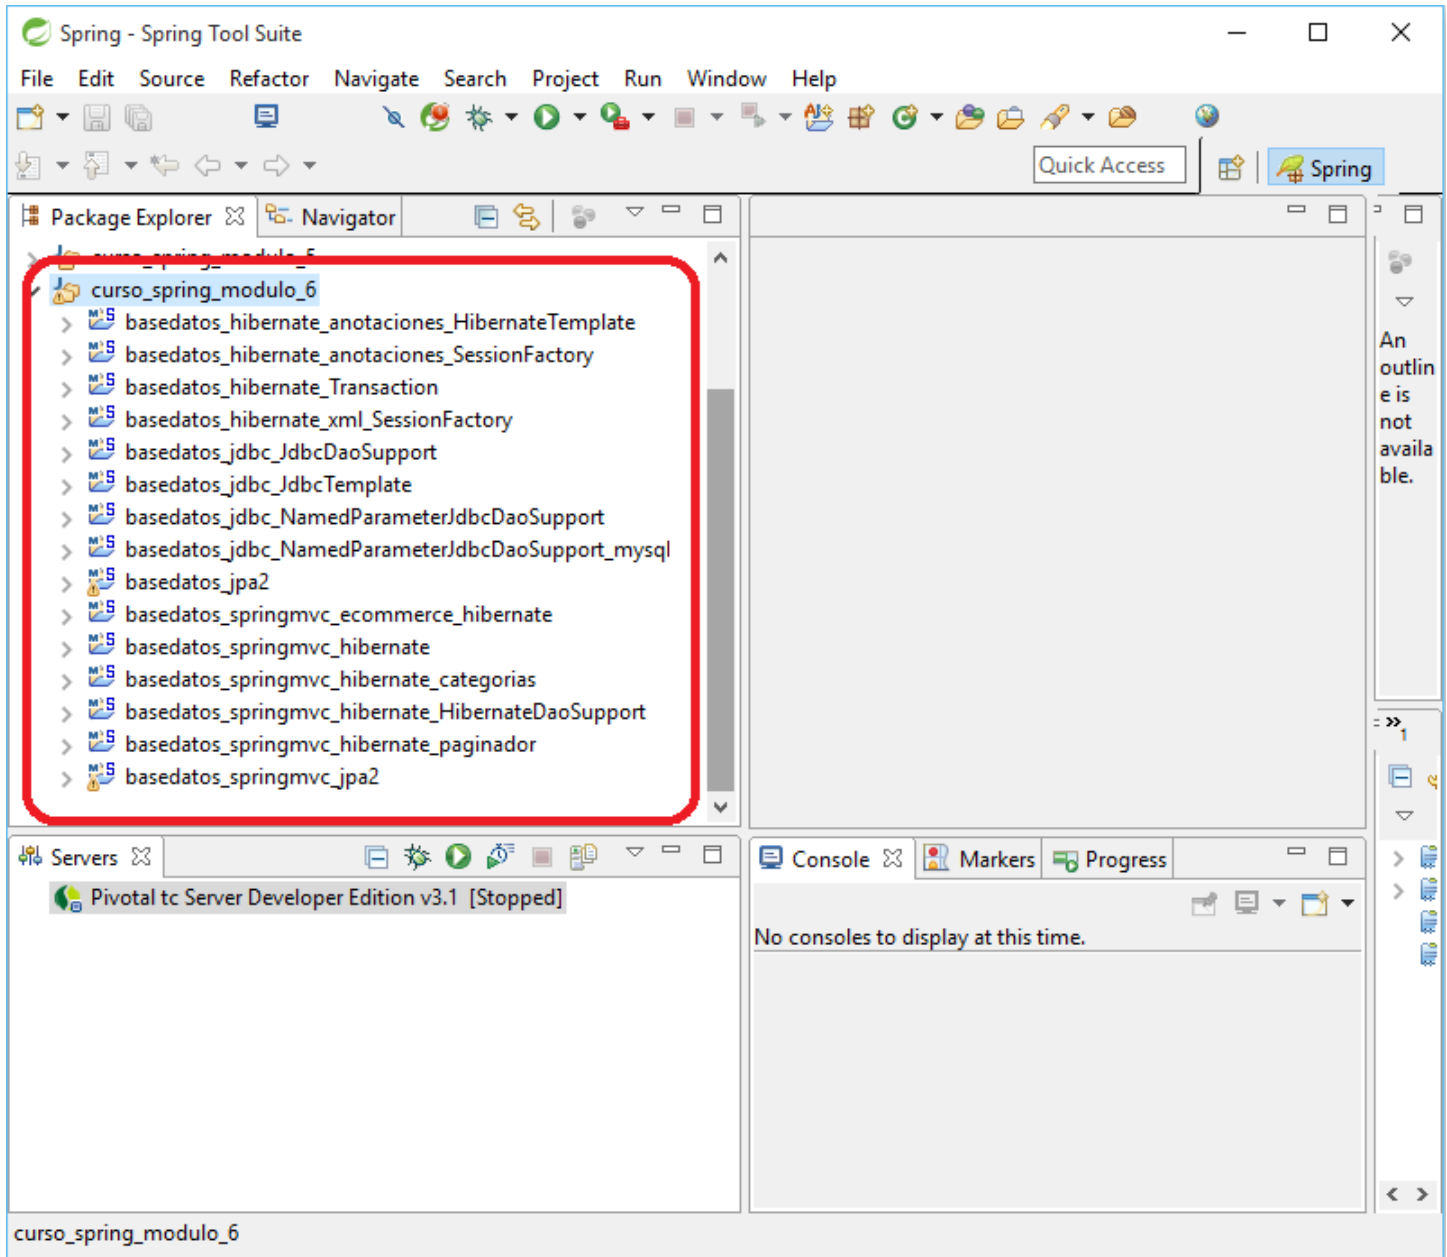 Spring - Spring Tool Suite
File Edit Source Refactor Navigate Search Project Run Window Help
Quick Access
Spring
Package Explorer
Navigator
curso_spring_modulo_5
curso_spring_modulo_6
basedatos_hibernate_anotaciones_HibernateTemplate
basedatos_hibernate_anotaciones_SessionFactory
basedatos_hibernate_Transaction
basedatos_hibernate_xml_SessionFactory
basedatos_jdbc_JdbcDaoSupport
basedatos_jdbc_JdbcTemplate
basedatos_jdbc_NamedParameterJdbcDaoSupport
basedatos_jdbc_NamedParameterJdbcDaoSupport_mysql
basedatos_jpa2
basedatos_springmvc_ecommerce_hibernate
basedatos_springmvc_hibernate
basedatos_springmvc_hibernate_categorias
basedatos_springmvc_hibernate_HibernateDaoSupport
basedatos_springmvc_hibernate_paginador
basedatos_springmvc_jpa2
An
outlin
e is
not
availa
ble.
1
Servers
Pivotal tc Server Developer Edition v3.1 [Stopped]
Console
Markers
Progress
No consoles to display at this time.
curso_spring_modulo_6